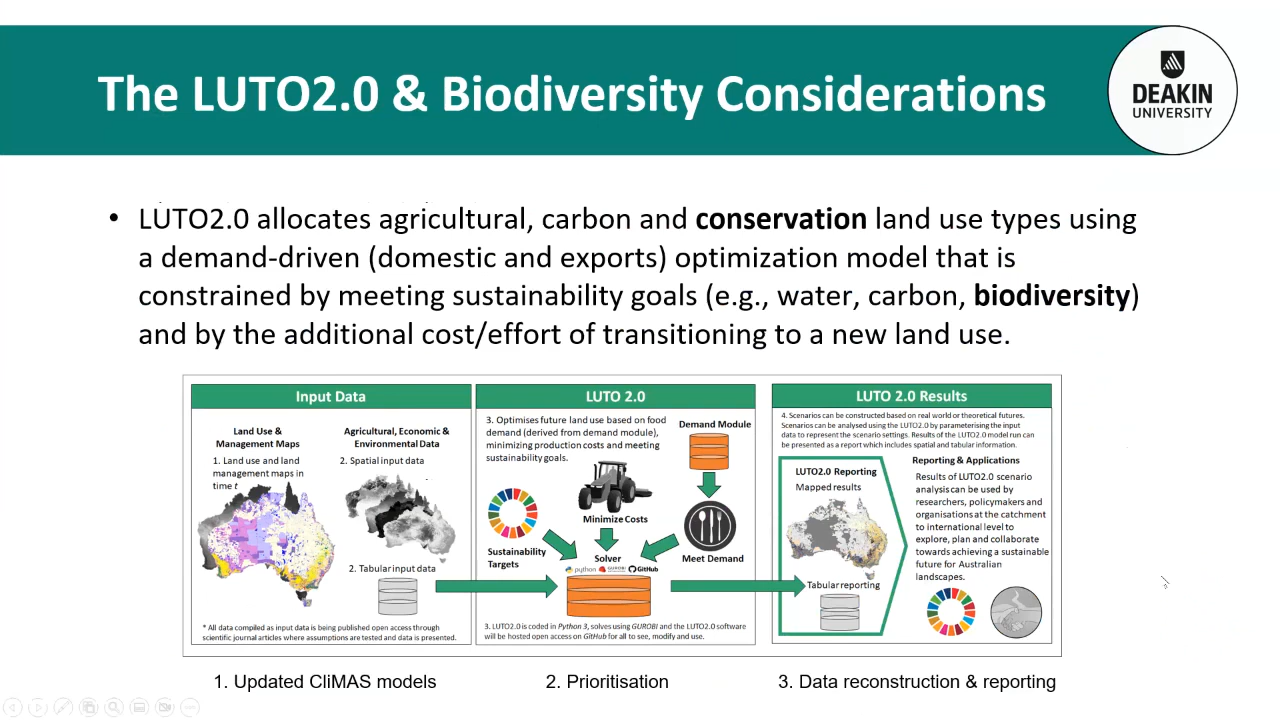 The LUTO2.0 & Biodiversity Considerations
DEAKIN
UNIVERSITY
• LUTO2.0 allocates agricultural, carbon and conservation land use types using
a demand-driven (domestic and exports) optimization model that is
constrained by meeting sustainability goals (e.g., water, carbon, biodiversity)
and by the additional cost/effort of transitioning to a new land use.
Input Data
Land Use &
Management Maps
1. Land use and land
management maps in
time t
Agricultural, Economic &
Environmental Data
2. Spatial input data
2. Tabular input data
* All data compiled as input data is being published open access through
scientific journal articles where assumptions are tested and data is presented.
LUTO 2.0
3. Optimises future land use based on food
demand (derived from demand module),
minimizing production costs and meeting
sustainability goals.
Demand Module
Minimize Costs
Sustainability
Targets
Solver
Meet Demand
python
GUROBI
GitHub
3. LUTO2.0 is coded in Python 3, solves using GUROBI and the LUTO2.0 software
will be hosted open access on GitHub for all to see, modify and use.
LUTO 2.0 Results
4. Scenarios can be constructed based on real world or theoretical futures.
Scenarios can be analysed using the LUTO2.0 by parameterising the input
data to represent the scenario settings. Results of the LUTO2.0 model run can
be presented as a report which includes spatial and tabular information.
LUTO2.0 Reporting
Mapped results
Tabular reporting
Reporting & Applications
Results of LUTO2.0 scenario
analysis can be used by
researchers, policymakers and
organisations at the catchment
to international level to
explore, plan and collaborate
towards achieving a sustainable
future for Australian
landscapes.
1. Updated CliMAS models
2. Prioritisation
3. Data reconstruction & reporting